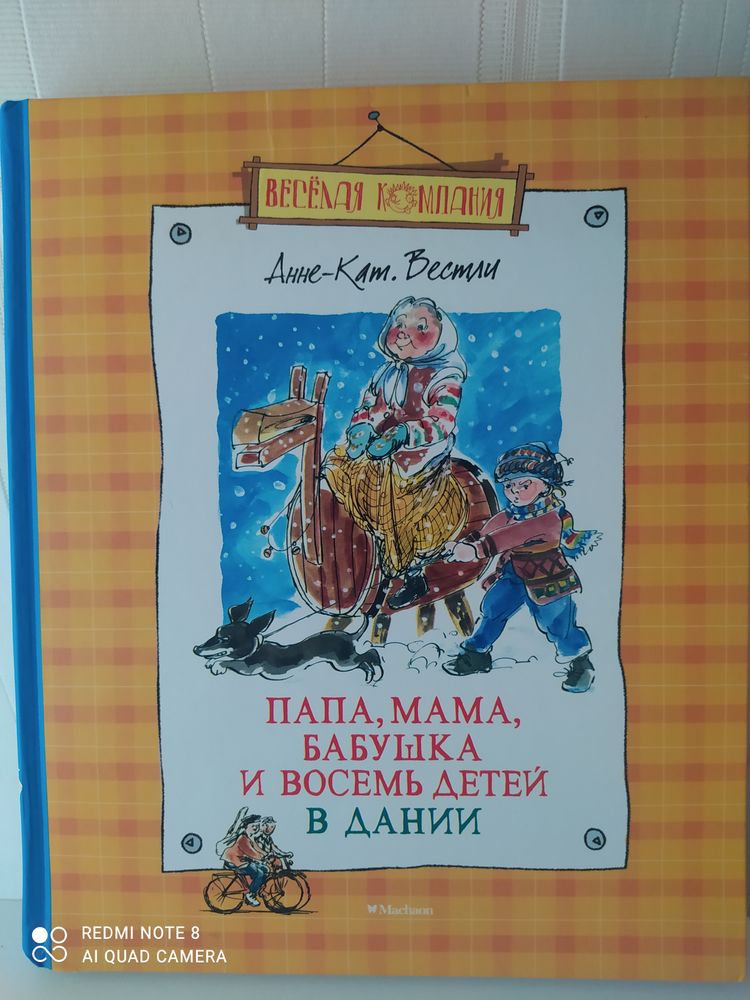 ВЕСЁЛАЯ КОМПАНИЯ
Анне-Кат. Вестли
ПАПА, МАМА,
БАБУШКА
И ВОСЕМЬ ДЕТЕЙ
В ДАНИИ
Machaon
REDMI NOTE 8
AI QUAD CAMERA